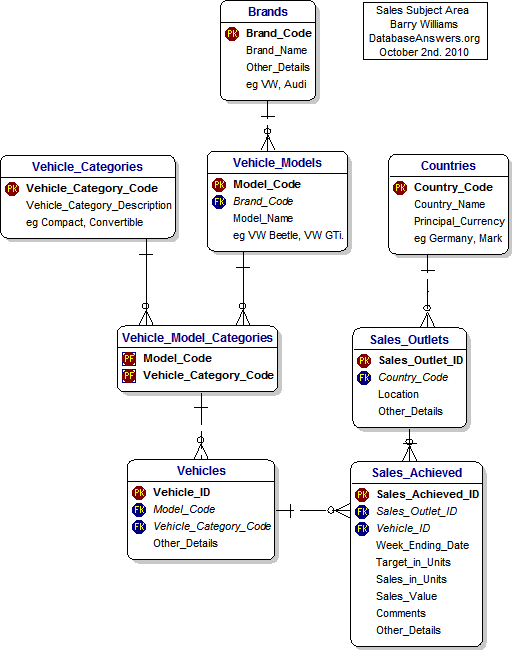 Brands
PK Brand_Code
Brand_Name
Other_Details
eg VW, Audi
Sales Subject Area
Barry Williams
DatabaseAnswers.org
October 2nd. 2010
Vehicle_Categories
PK Vehicle_Category_Code
Vehicle_Category_Description
eg Compact, Convertible
Vehicle_Models
PK Model_Code
Fk Brand_Code
Model_Name
eg VW Beetle, VW GTi.
Countries
PK Country_Code
Country_Name
Principal_Currency
eg Germany, Mark
Vehicle_Model_Categories
PF Model_Code
PF Vehicle_Category_Code
Sales_Outlets
PK Sales_Outlet_ID
Fk Country_Code
Location
Other_Details
Vehicles
PK Vehicle_ID
Fk Model_Code
Fk Vehicle_Category_Code
Other_Details
Sales_Achieved
PK Sales_Achieved_ID
Fk Sales_Outlet_ID
Fk Vehicle_ID
Week_Ending_Date
Target_in_Units
Sales_in_Units
Sales_Value
Comments
Other_Details